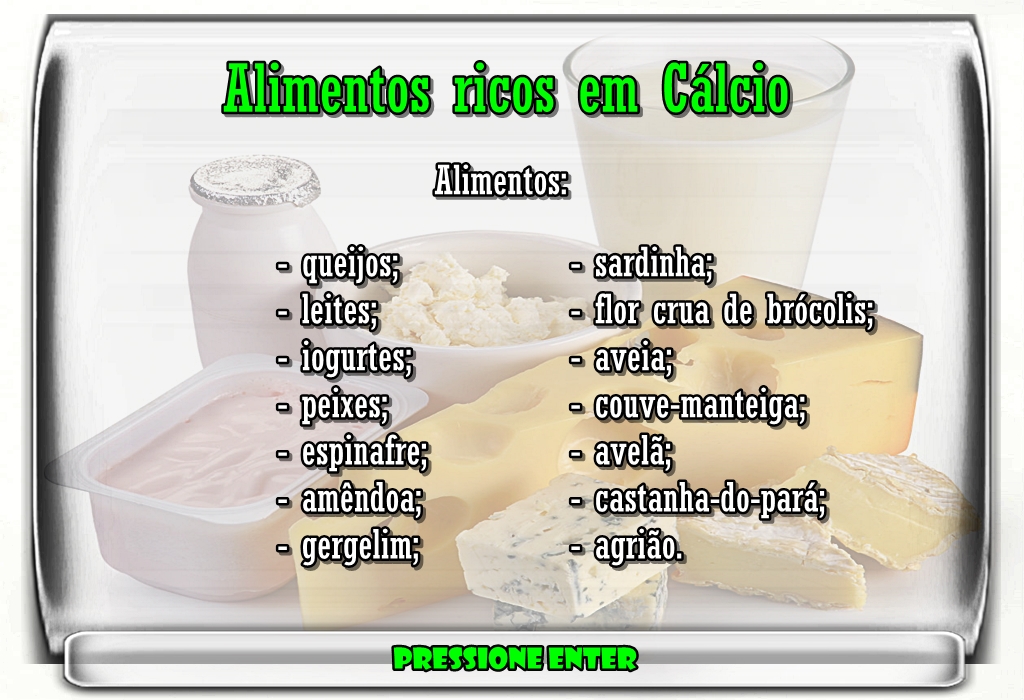 Alimentos ricos em Cálcio
Alimentos:
- queijos;
- leites;
- iogurtes;
- peixes;
- espinafre;
- amêndoa;
- gergelim;
- sardinha;
- flor crua de brócolis;
- aveia;
- couve-manteiga;
- avelã;
- castanha-do-pará;
- agrião.
PRESSIONE ENTER